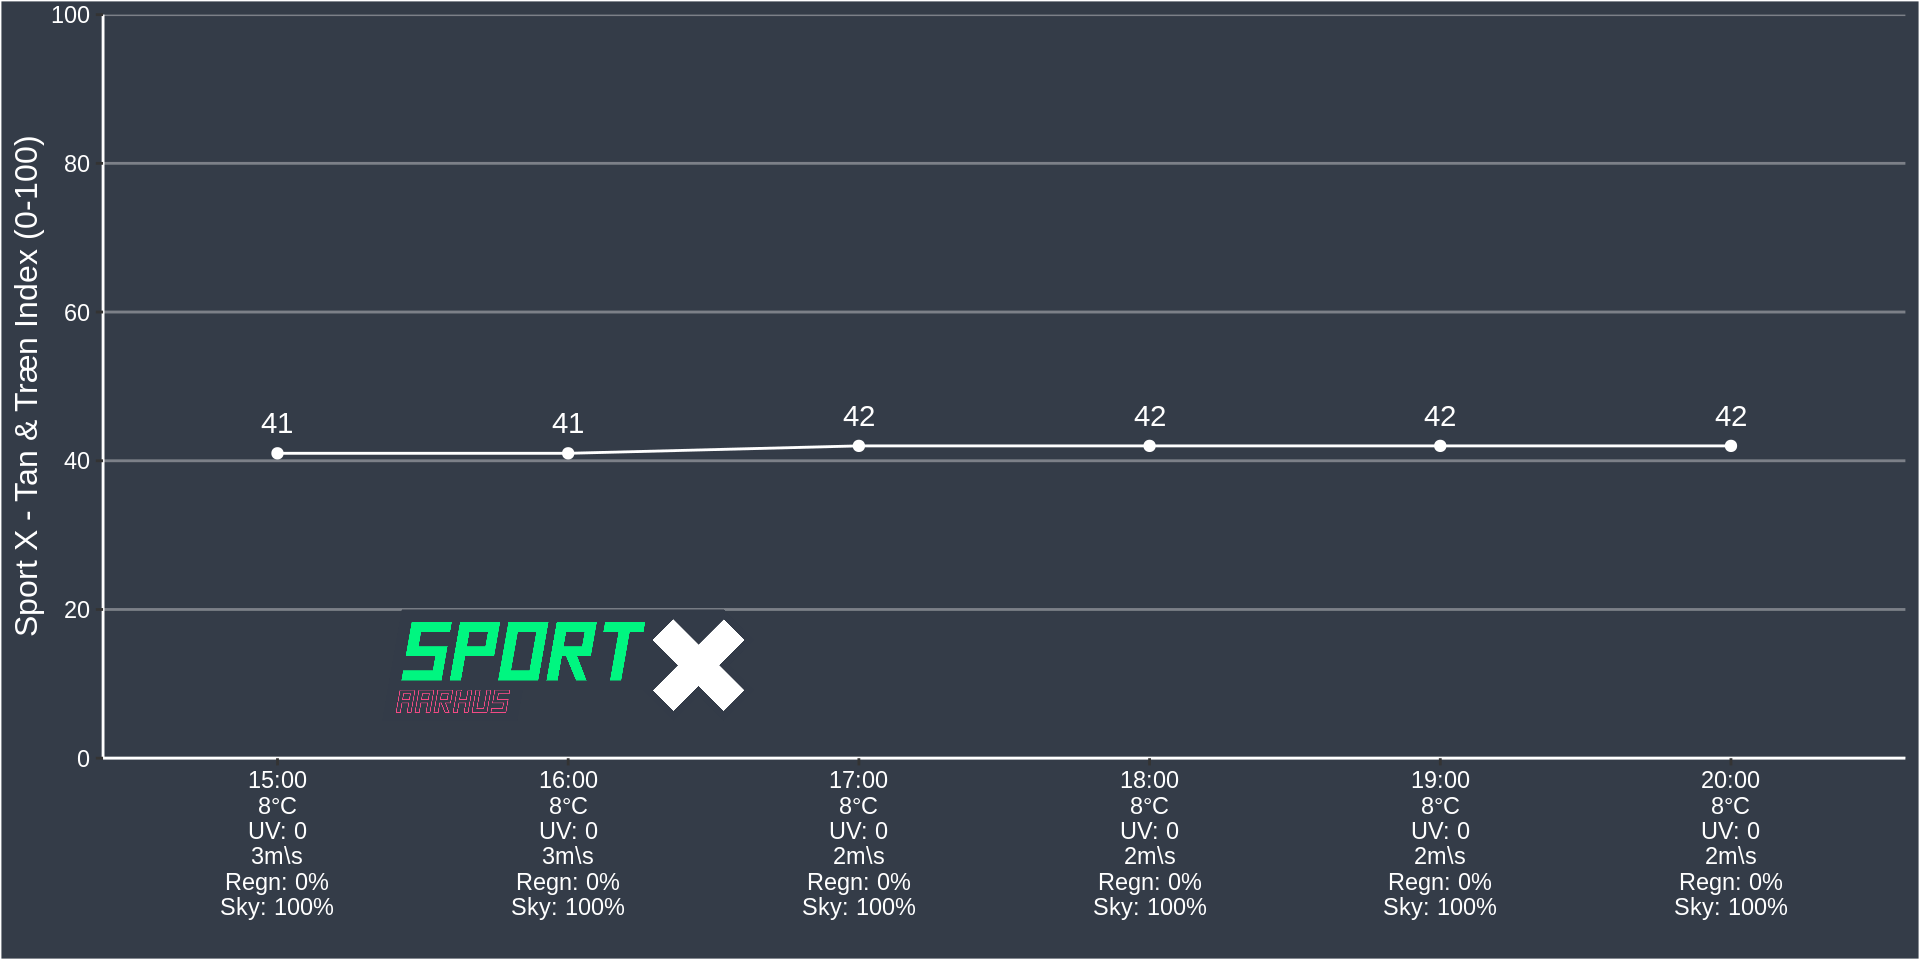 Sport X - Tan & Træn Index (0-100)
100
80
60
40
20
0
41
41
42
42
42
42
SPORT X
AARHUS
15:00
8°C
UV: 0
3m\s
Regn: 0%
Sky: 100%
16:00
8°C
UV: 0
3m\s
Regn: 0%
Sky: 100%
17:00
8°C
UV: 0
2m\s
Regn: 0%
Sky: 100%
18:00
8°C
UV: 0
2m\s
Regn: 0%
Sky: 100%
19:00
8°C
UV: 0
2m\s
Regn: 0%
Sky: 100%
20:00
8°C
UV: 0
2m\s
Regn: 0%
Sky: 100%